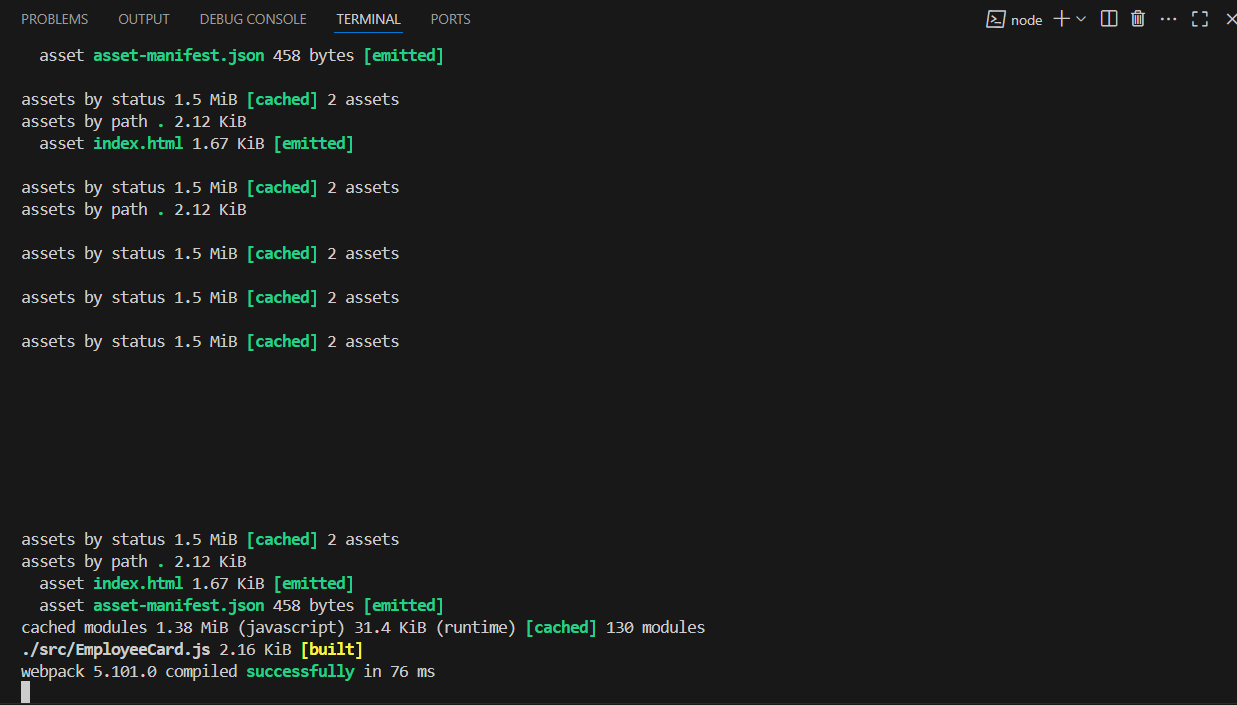 PROBLEMS OUTPUT DEBUG CONSOLE TERMINAL PORTS node
asset asset-manifest.json 458 bytes [emitted]
assets by status 1.5 MiB [cached] 2 assets
assets by path . 2.12 KiB
asset index.html 1.67 KiB [emitted]
assets by status 1.5 MiB [cached] 2 assets
assets by path . 2.12 KiB
assets by status 1.5 MiB [cached] 2 assets
assets by status 1.5 MiB [cached] 2 assets
assets by status 1.5 MiB [cached] 2 assets
assets by status 1.5 MiB [cached] 2 assets
assets by path . 2.12 KiB
asset index.html 1.67 KiB [emitted]
asset asset-manifest.json 458 bytes [emitted]
cached modules 1.38 MiB (javascript) 31.4 KiB (runtime) [cached] 130 modules
./src/EmployeeCard.js 2.16 KiB [built]
webpack 5.101.0 compiled successfully in 76 ms